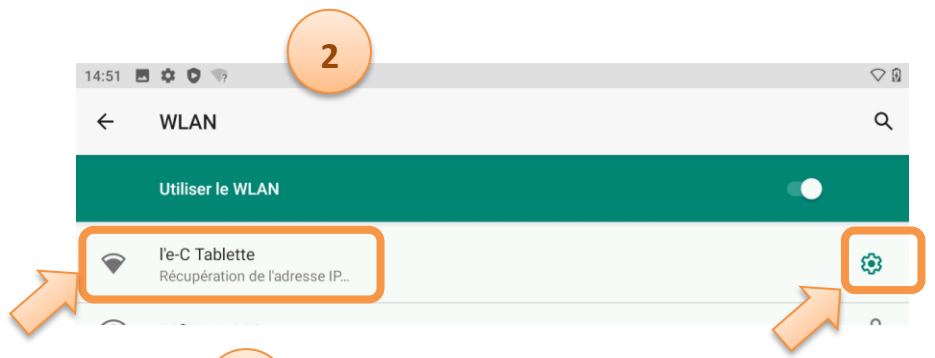 2
14:51
WLAN
Utiliser le WLAN
l'e-C Tablette
Récupération de l'adresse IP...